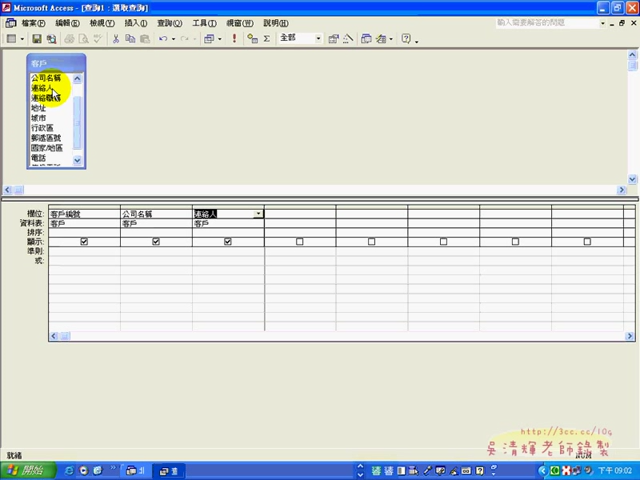 Microsoft Access - [查詢1 : 選取查詢]
檔案(F) 編輯(E) 檢視(V) 插入(I) 查詢(Q) 工具(T) 視窗(W) 說明(H) 輸入需要解答的問題
全部
客戶
公司名稱
連絡人
連絡職稱
地址
城市
行政區
郵遞區號
國家/地區
電話
欄位: 客戶編號 公司名稱 連絡人
資料表: 客戶 客戶 客戶
排序:
顯示:
準則:
或:
http://3cc.cc/10q
吳清輝老師錄製
就緒 NUM
開始 下午 09:02